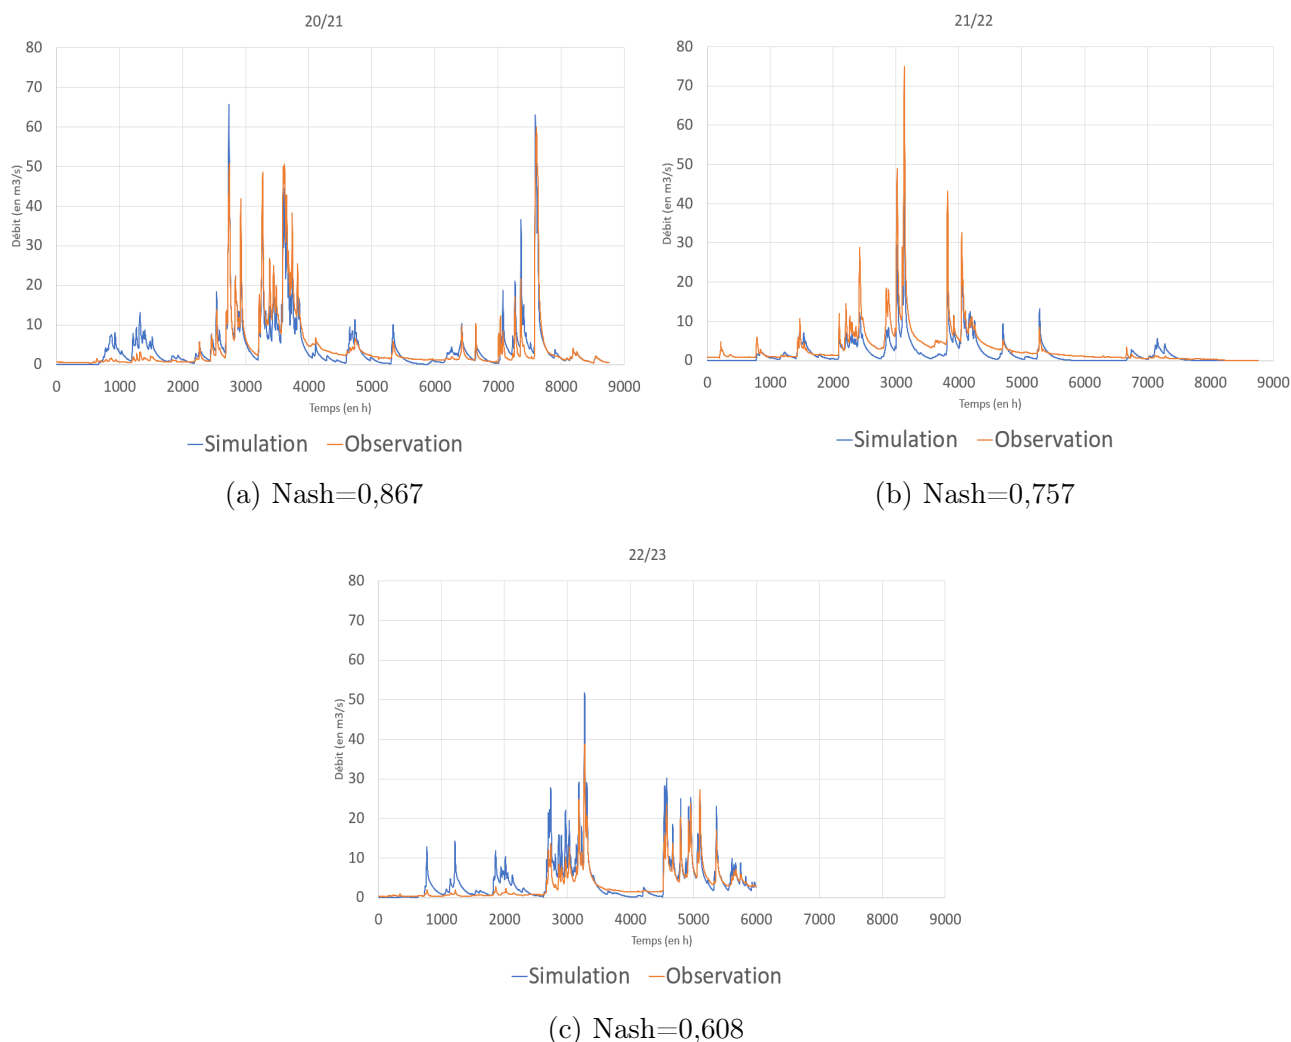 20/21
80
70
60
50
40
30
20
10
0
Débit (en m3/s)
0 1000 2000 3000 4000 5000 6000 7000 8000 9000
Temps (en h)
Simulation Observation
(a) Nash=0,867
21/22
80
70
60
50
40
30
20
10
0
Débit (en m3/s)
0 1000 2000 3000 4000 5000 6000 7000 8000 9000
Temps (en h)
Simulation Observation
(b) Nash=0,757
22/23
80
70
60
50
40
30
20
10
0
Débit (en m3/s)
0 1000 2000 3000 4000 5000 6000 7000 8000 9000
Temps (en h)
Simulation Observation
(c) Nash=0,608